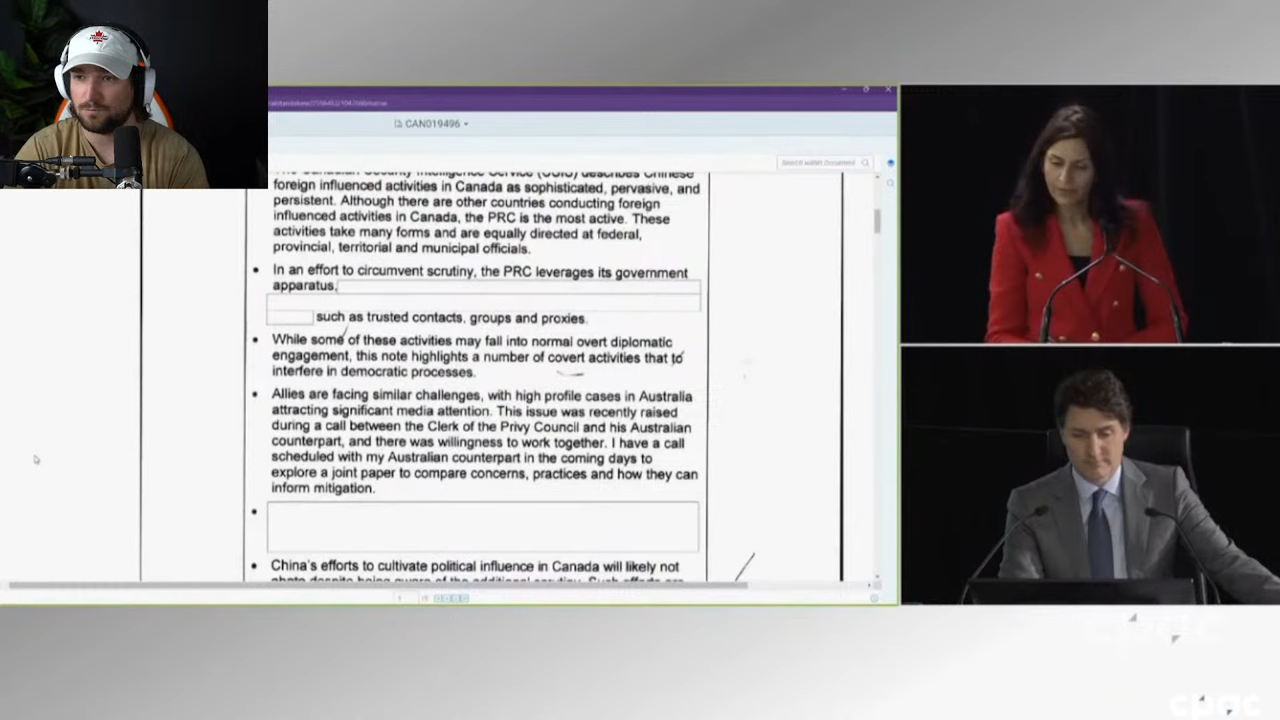 CAN019496
Search within Document
foreign influenced activities in Canada as sophisticated, pervasive, and
persistent. Although there are other countries conducting foreign
influenced activities in Canada, the PRC is the most active. These
activities take many forms and are equally directed at federal,
provincial, territorial and municipal officials.
• In an effort to circumvent scrutiny, the PRC leverages its government
apparatus,
such as trusted contacts, groups and proxies.
• While some of these activities may fall into normal overt diplomatic
engagement, this note highlights a number of covert activities that to
interfere in democratic processes.
• Allies are facing similar challenges, with high profile cases in Australia
attracting significant media attention. This issue was recently raised
during a call between the Clerk of the Privy Council and his Australian
counterpart, and there was willingness to work together. I have a call
scheduled with my Australian counterpart in the coming days to
explore a joint paper to compare concerns, practices and how they can
inform mitigation.
•
• China's efforts to cultivate political influence in Canada will likely not
cpac